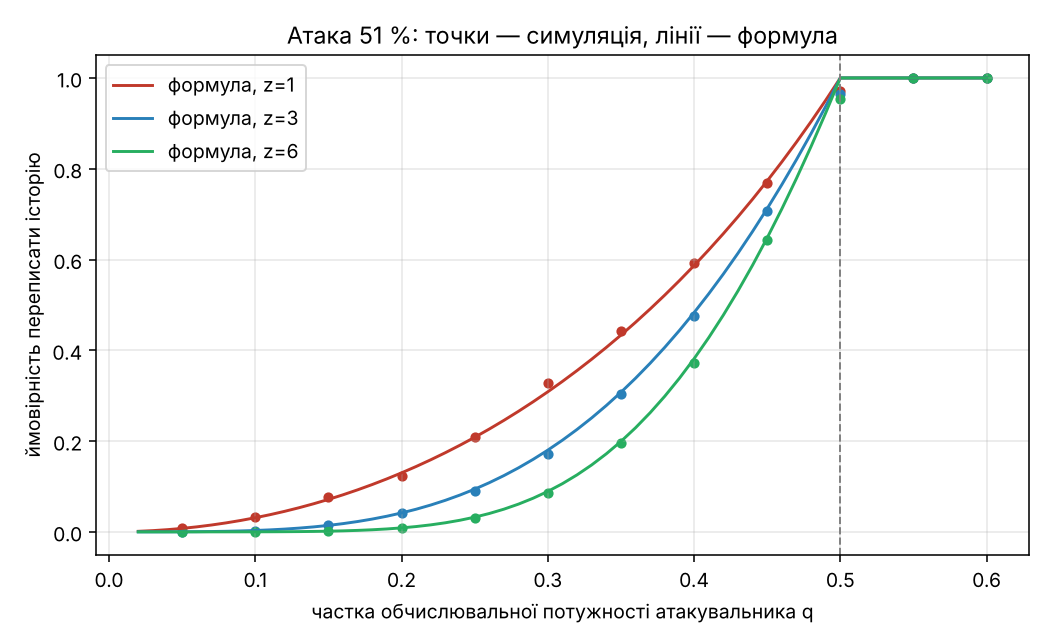 Атака 51 %: точки — симуляція, лінії — формула
формула, z=1
формула, z=3
формула, z=6
ймовірність переписати історію
1.0
0.8
0.6
0.4
0.2
0.0
0.0 0.1 0.2 0.3 0.4 0.5 0.6
частка обчислювальної потужності атакувальника q